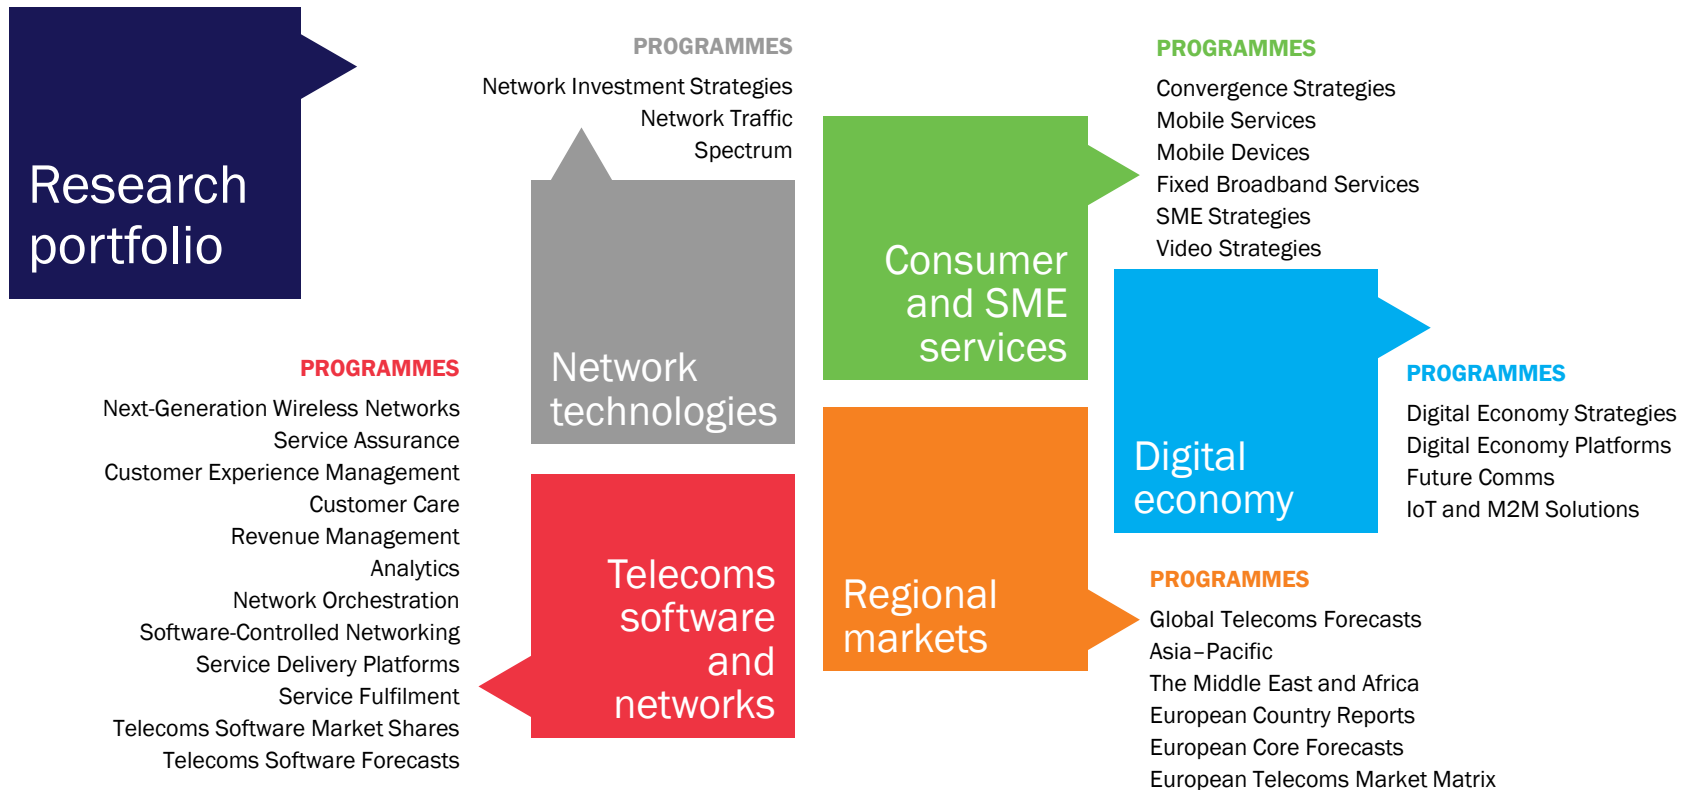 Research
portfolio
PROGRAMMES
Network Investment Strategies
Network Traffic
Spectrum
Network
technologies
PROGRAMMES
Convergence Strategies
Mobile Services
Mobile Devices
Fixed Broadband Services
SME Strategies
Video Strategies
Consumer
and SME
services
PROGRAMMES
Digital Economy Strategies
Digital Economy Platforms
Future Comms
IoT and M2M Solutions
Digital
economy
PROGRAMMES
Next-Generation Wireless Networks
Service Assurance
Customer Experience Management
Customer Care
Revenue Management
Analytics
Network Orchestration
Software-Controlled Networking
Service Delivery Platforms
Service Fulfilment
Telecoms Software Market Shares
Telecoms Software Forecasts
Telecoms
software
and
networks
Regional
markets
PROGRAMMES
Global Telecoms Forecasts
Asia–Pacific
The Middle East and Africa
European Country Reports
European Core Forecasts
European Telecoms Market Matrix